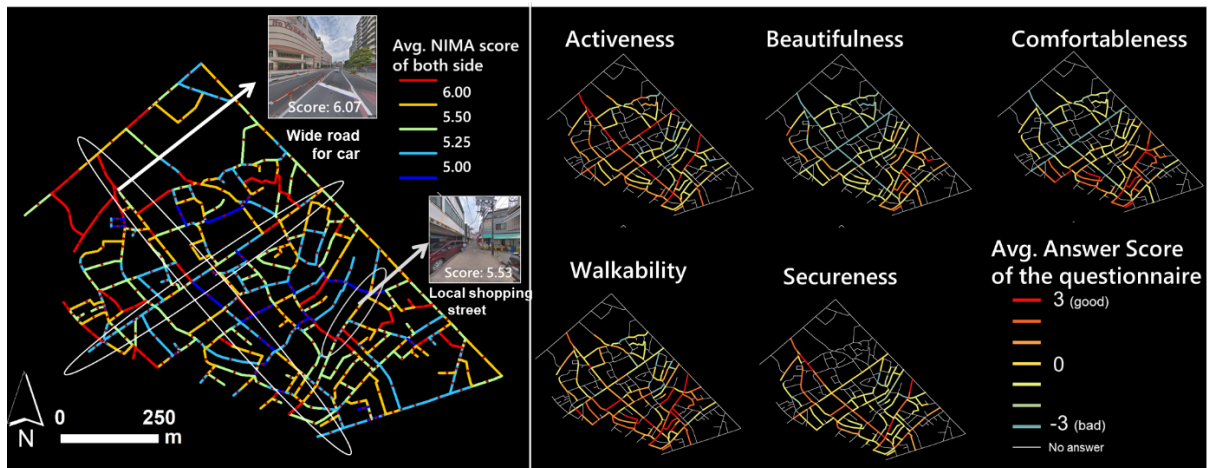 Avg. NIMA score
of both side
6.00
5.50
5.25
5.00
Score: 6.07
Wide road
for car
Score: 5.53
Local shopping
street
N
0
250
m
Activeness
Beautifulness
Comfortableness
Walkability
Secureness
Avg. Answer Score
of the questionnaire
3 (good)
0
-3 (bad)
No answer